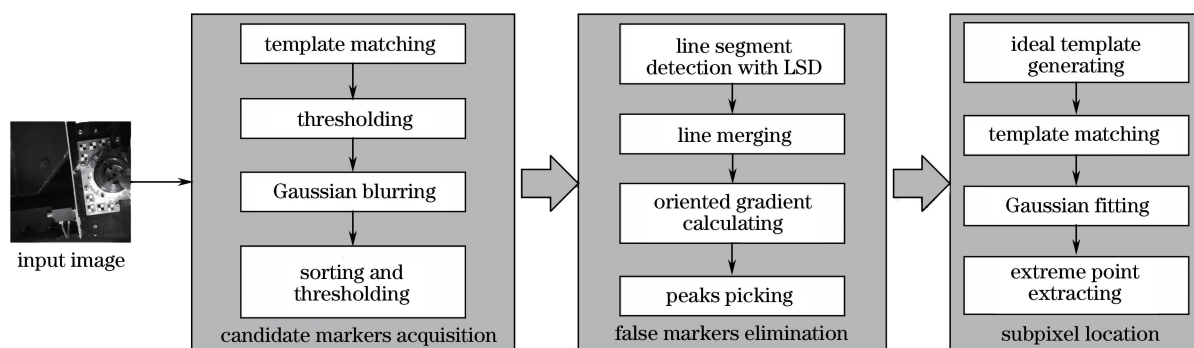 input image
template matching
thresholding
Gaussian blurring
sorting and
thresholding
candidate markers acquisition
line segment
detection with LSD
line merging
oriented gradient
calculating
peaks picking
false markers elimination
ideal template
generating
template matching
Gaussian fitting
extreme point
extracting
subpixel location